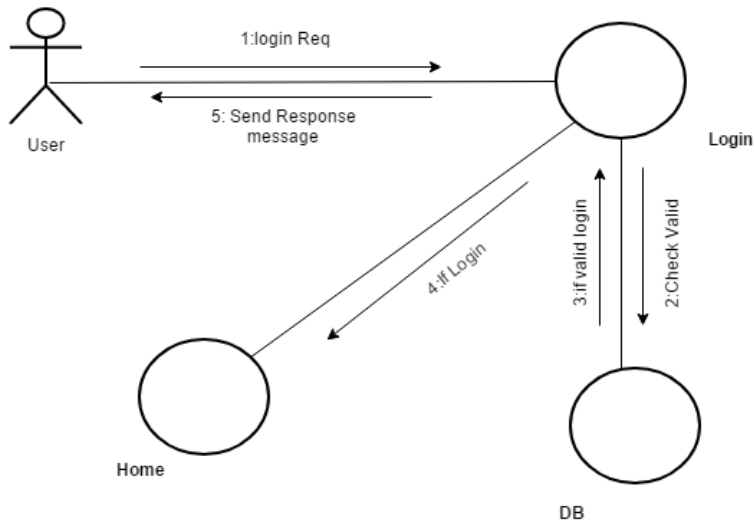 1:login Req
5: Send Response
message
User
Login
3:if valid login
2:Check Valid
4:If Login
Home
DB